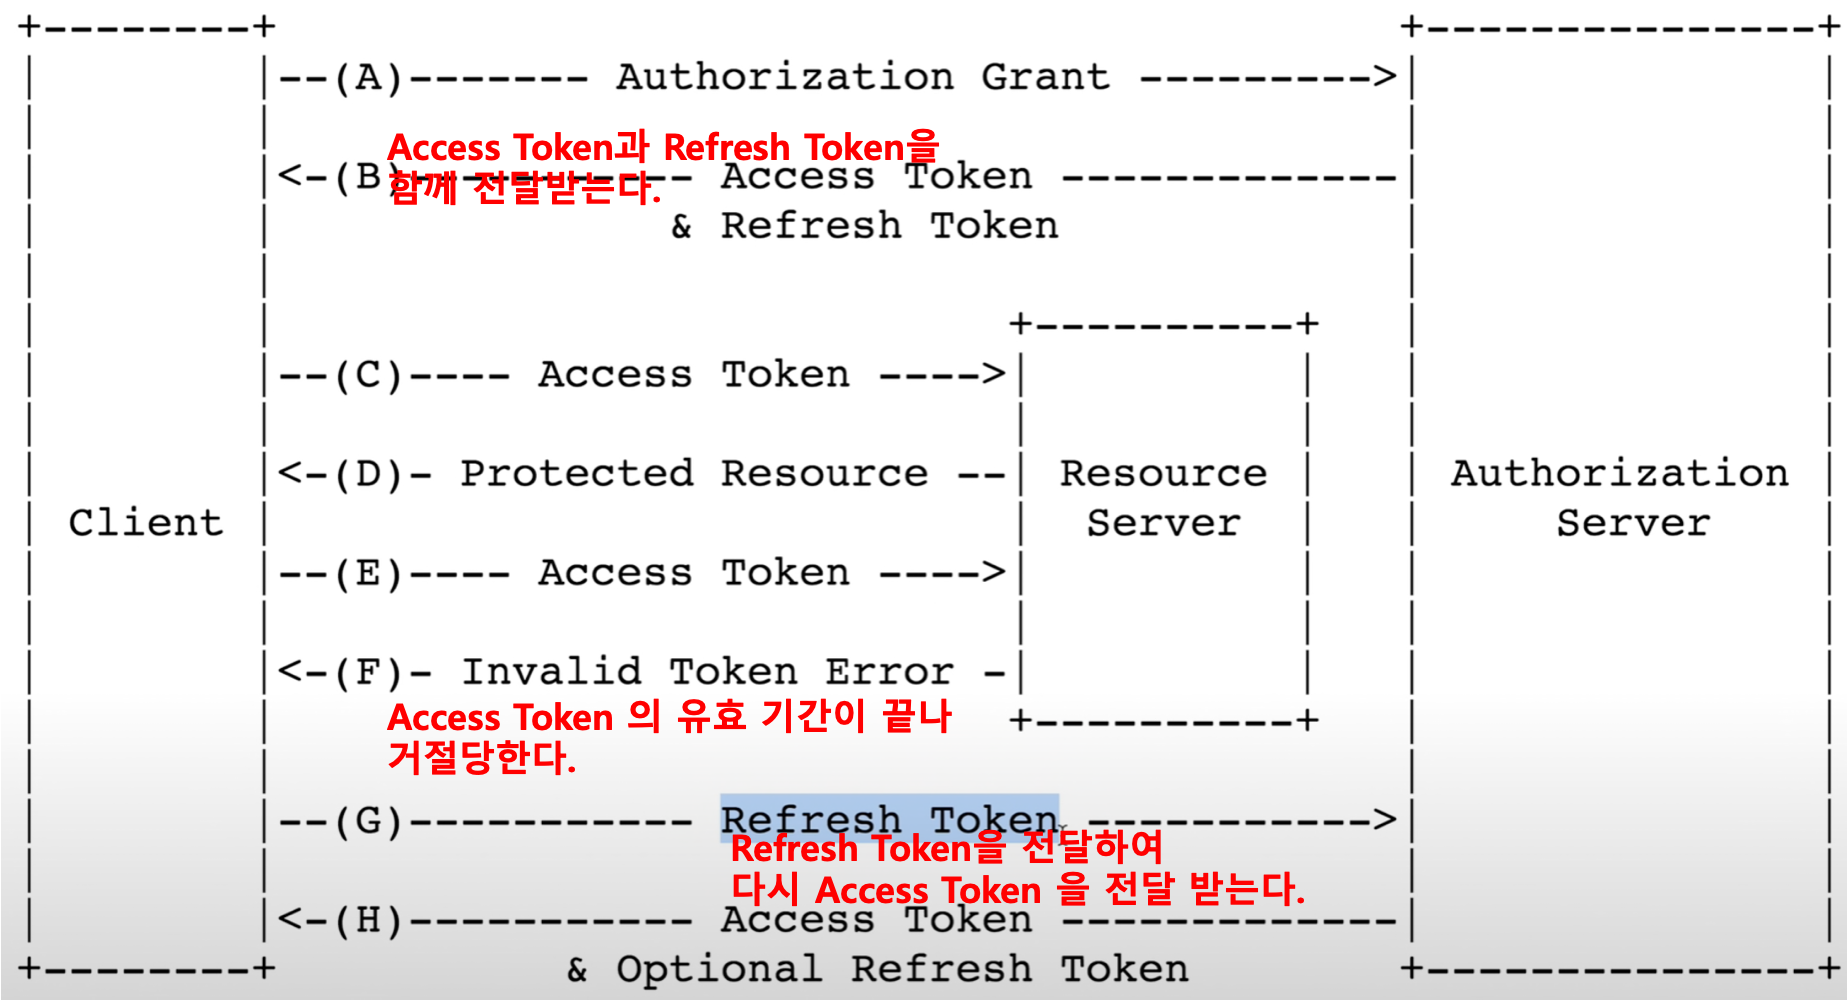 +--------+ +---------------+
--(A)------- Authorization Grant --------->
Access Token과 Refresh Token을
함께 전달받는다.
<-(B)----------- Access Token -------------
& Refresh Token
+----------+
--(C)---- Access Token ---->
<-(D)- Protected Resource --
Resource Authorization
Client Server Server
--(E)---- Access Token ---->
<-(F)- Invalid Token Error -
Access Token 의 유효 기간이 끝나
거절당한다.
+----------+
--(G)----------- Refresh Token ----------->
Refresh Token을 전달하여
다시 Access Token 을 전달 받는다.
<-(H)----------- Access Token -------------
+--------+ & Optional Refresh Token +---------------+